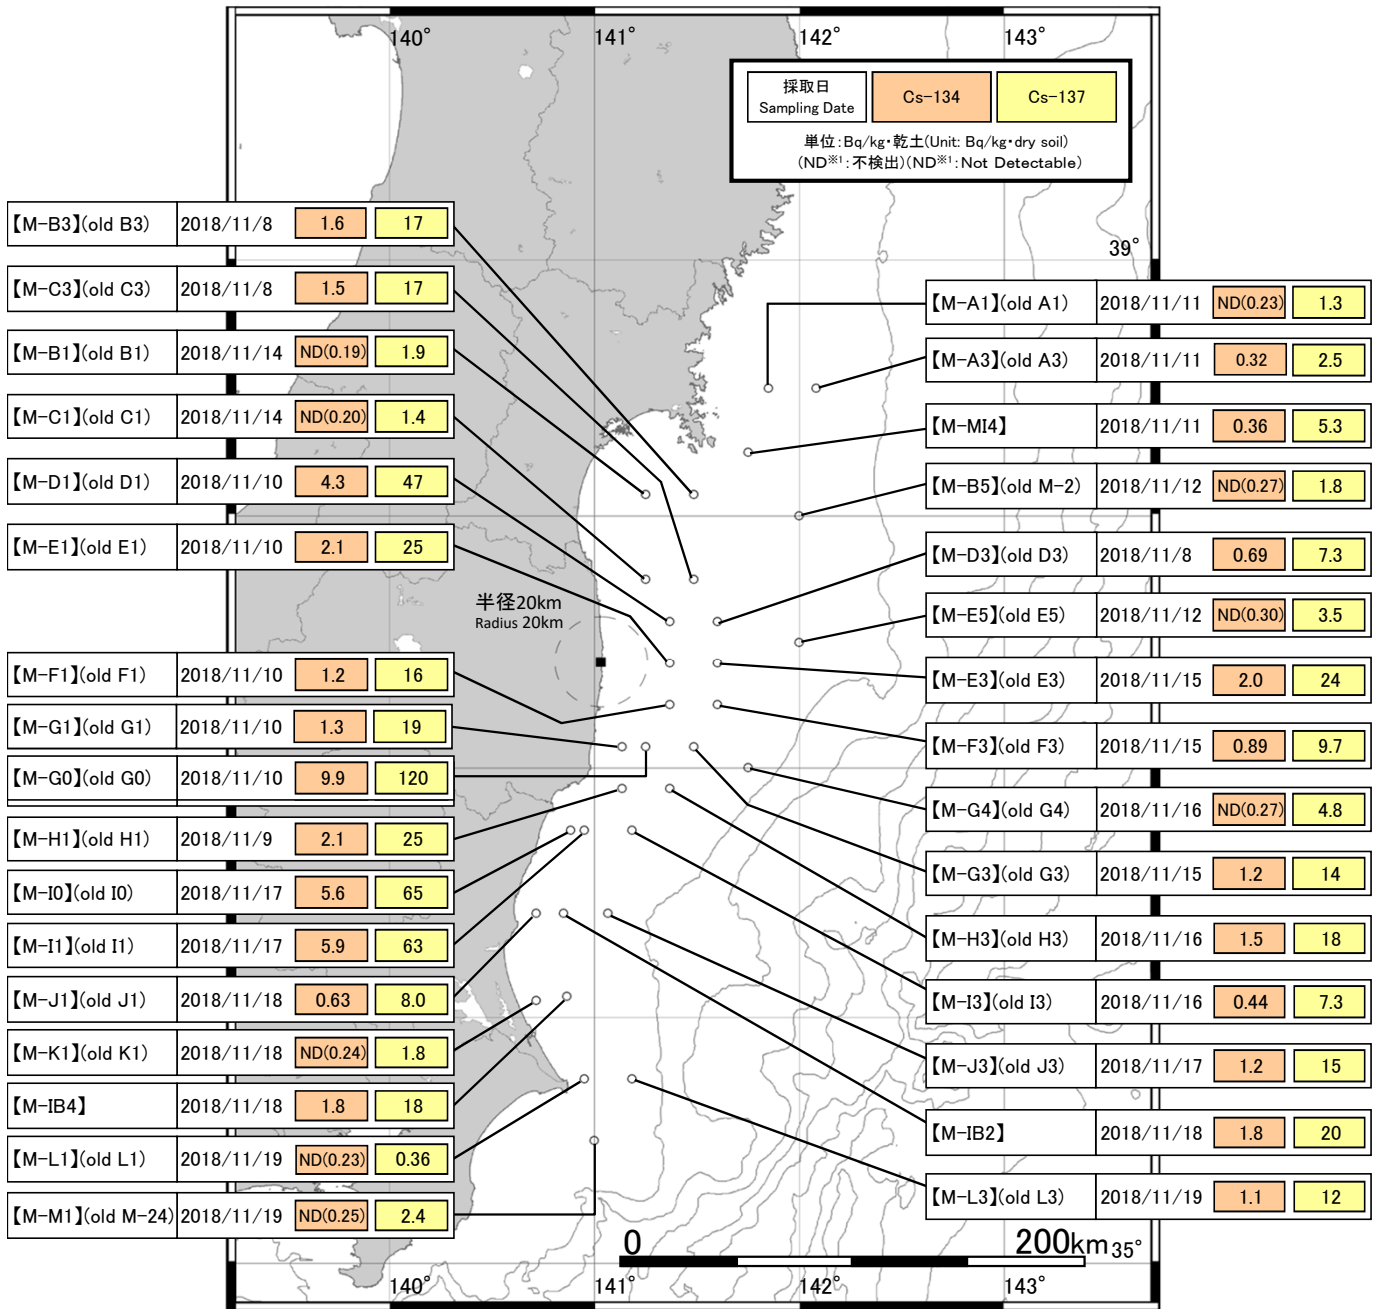 140°
141°
142°
143°
採取日
Sampling Date
Cs-134
Cs-137
単位:Bq/kg・乾土(Unit: Bq/kg・dry soil)
(ND※1:不検出)(ND※1:Not Detectable)
39°
【M-B3】(old B3) 2018/11/8 1.6 17
【M-C3】(old C3) 2018/11/8 1.5 17
【M-B1】(old B1) 2018/11/14 ND(0.19) 1.9
【M-C1】(old C1) 2018/11/14 ND(0.20) 1.4
【M-D1】(old D1) 2018/11/10 4.3 47
【M-E1】(old E1) 2018/11/10 2.1 25
半径20km
Radius 20km
【M-F1】(old F1) 2018/11/10 1.2 16
【M-G1】(old G1) 2018/11/10 1.3 19
【M-G0】(old G0) 2018/11/10 9.9 120
【M-H1】(old H1) 2018/11/9 2.1 25
【M-I0】(old I0) 2018/11/17 5.6 65
【M-I1】(old I1) 2018/11/17 5.9 63
【M-J1】(old J1) 2018/11/18 0.63 8.0
【M-K1】(old K1) 2018/11/18 ND(0.24) 1.8
【M-IB4】 2018/11/18 1.8 18
【M-L1】(old L1) 2018/11/19 ND(0.23) 0.36
【M-M1】(old M-24) 2018/11/19 ND(0.25) 2.4
【M-A1】(old A1) 2018/11/11 ND(0.23) 1.3
【M-A3】(old A3) 2018/11/11 0.32 2.5
【M-MI4】 2018/11/11 0.36 5.3
【M-B5】(old M-2) 2018/11/12 ND(0.27) 1.8
【M-D3】(old D3) 2018/11/8 0.69 7.3
【M-E5】(old E5) 2018/11/12 ND(0.30) 3.5
【M-E3】(old E3) 2018/11/15 2.0 24
【M-F3】(old F3) 2018/11/15 0.89 9.7
【M-G4】(old G4) 2018/11/16 ND(0.27) 4.8
【M-G3】(old G3) 2018/11/15 1.2 14
【M-H3】(old H3) 2018/11/16 1.5 18
【M-I3】(old I3) 2018/11/16 0.44 7.3
【M-J3】(old J3) 2018/11/17 1.2 15
【M-IB2】 2018/11/18 1.8 20
【M-L3】(old L3) 2018/11/19 1.1 12
0
200km
35°
140°
141°
142°
143°